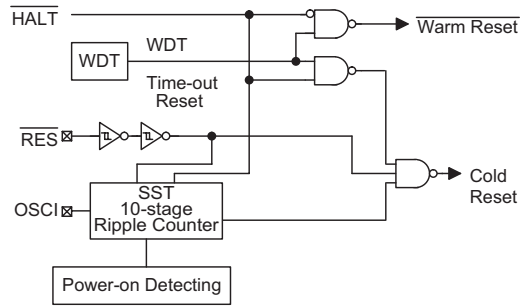 HALT
WDT
WDT
Time-out
Reset
RES
OSCI
SST
10-stage
Ripple Counter
Power-on Detecting
Warm Reset
Cold
Reset